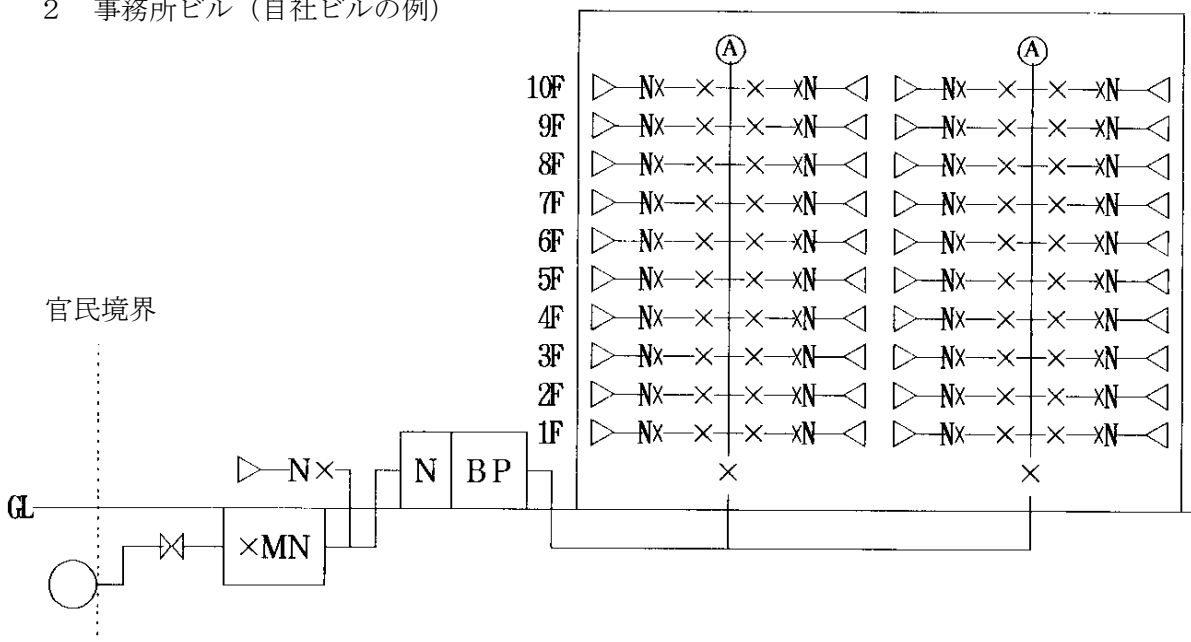 2 事務所ビル（自社ビルの例）
A A
10F N× × × ×N N× × × ×N
9F N× × × ×N N× × × ×N
8F N× × × ×N N× × × ×N
7F N× × × ×N N× × × ×N
6F N× × × ×N N× × × ×N
5F N× × × ×N N× × × ×N
官民境界
4F N× × × ×N N× × × ×N
3F N× × × ×N N× × × ×N
2F N× × × ×N N× × × ×N
1F N× × × ×N N× × × ×N
N× N BP × ×
GL
×MN